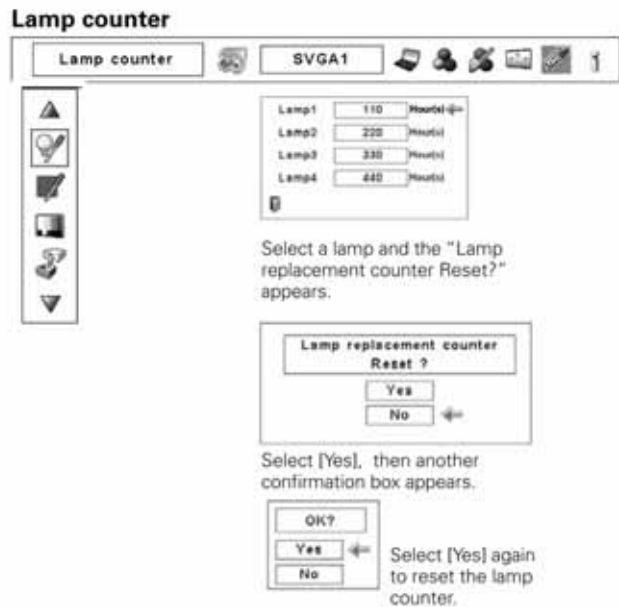 Lamp counter
Lamp counter SVGA1
Lamp1 110 Hour(s)
Lamp2 220 Hour(s)
Lamp3 330 Hour(s)
Lamp4 440 Hour(s)
Select a lamp and the "Lamp
replacement counter Reset?"
appears.
Lamp replacement counter
Reset ?
Yes
No
Select [Yes], then another
confirmation box appears.
OK?
Yes
No
Select [Yes] again
to reset the lamp
counter.